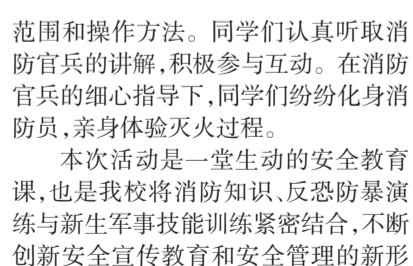 范围和操作方法。同学们认真听取消
防官兵的讲解,积极参与互动。在消防
官兵的细心指导下,同学们纷纷化身消
防员,亲身体验灭火过程。
本次活动是一堂生动的安全教育
课,也是我校将消防知识、反恐防暴演
练与新生军事技能训练紧密结合,不断
创新安全宣传教育和安全管理的新形